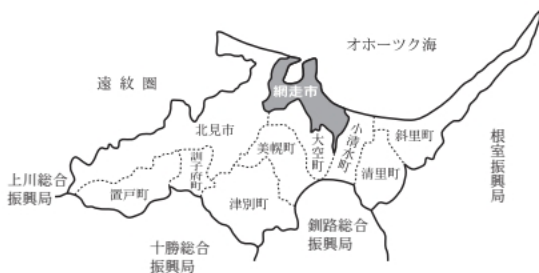 オホーツク海
遠紋圏
網走市
北見市
小清水町
斜里町
大空町
美幌町
訓子府町
清里町
根室振興局
上川総合
振興局
置戸町
津別町
釧路総合
振興局
十勝総合
振興局